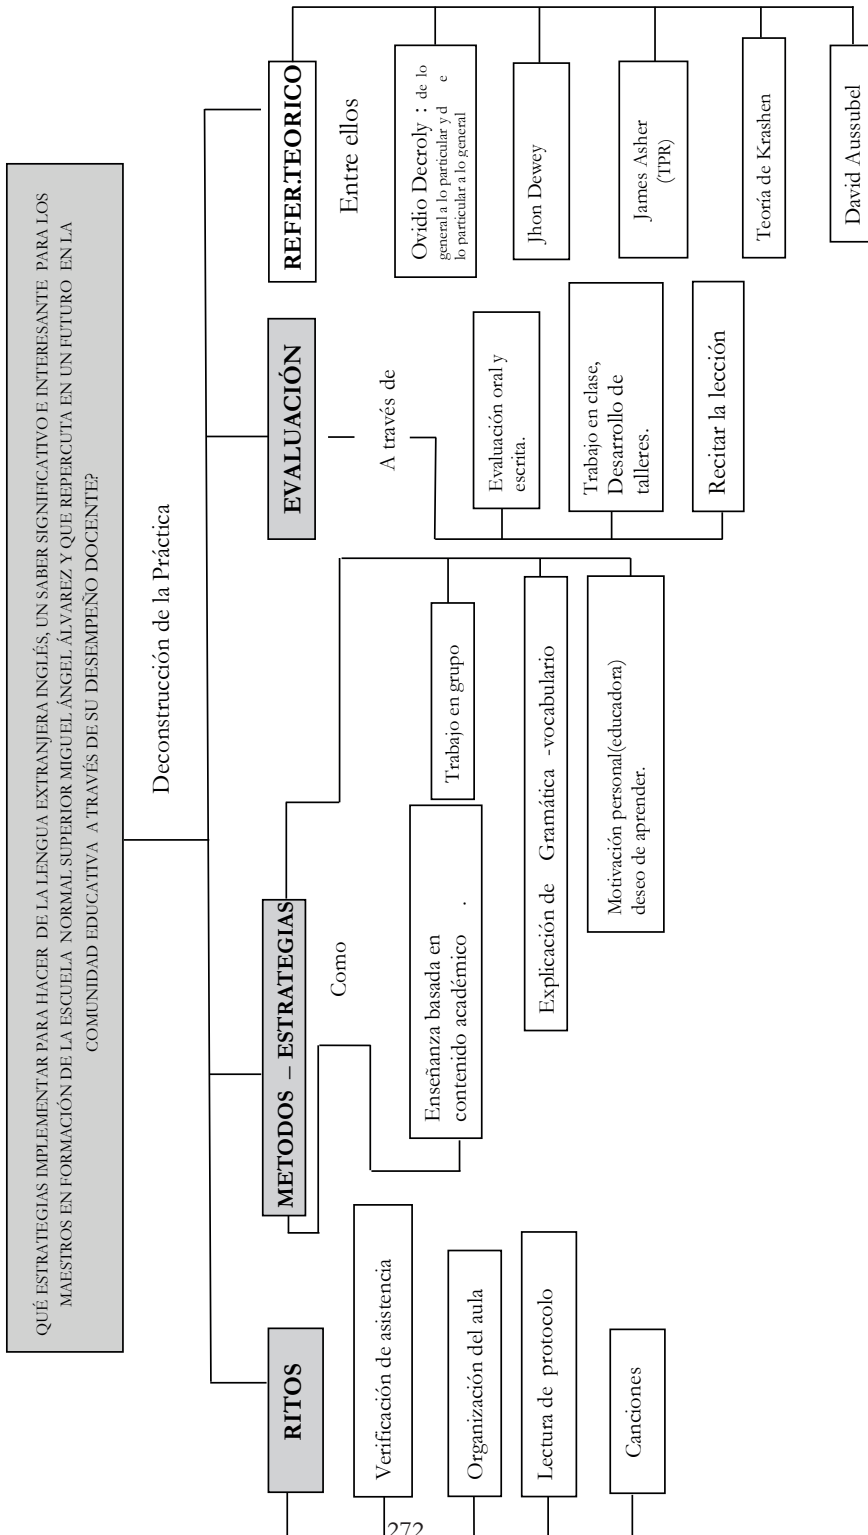 QUÉ ESTRATEGIAS IMPLEMENTAR PARA HACER DE LA LENGUA EXTRANJERA INGLÉS, UN SABER SIGNIFICATIVO E INTERESANTE PARA LOS
MAESTROS EN FORMACIÓN DE LA ESCUELA NORMAL SUPERIOR MIGUEL ÁNGEL ÁLVAREZ Y QUE REPERCUTA EN UN FUTURO EN LA
COMUNIDAD EDUCATIVA A TRAVÉS DE SU DESEMPEÑO DOCENTE?
Deconstrucción de la Práctica
RITOS
Verificación de asistencia
Organización del aula
Lectura de protocolo
Canciones
METODOS – ESTRATEGIAS
Como
Enseñanza basada en
contenido académico .
Trabajo en grupo
Explicación de Gramática -vocabulario
Motivación personal(educadora)
deseo de aprender.
EVALUACIÓN
A través de
Evaluación oral y
escrita.
Trabajo en clase,
Desarrollo de
talleres.
Recitar la lección
REFER.TEORICO
Entre ellos
Ovidio Decroly : de lo
general a lo particular y d e
lo particular a lo general
Jhon Dewey
James Asher
(TPR)
Teoría de Krashen
David Aussubel
272